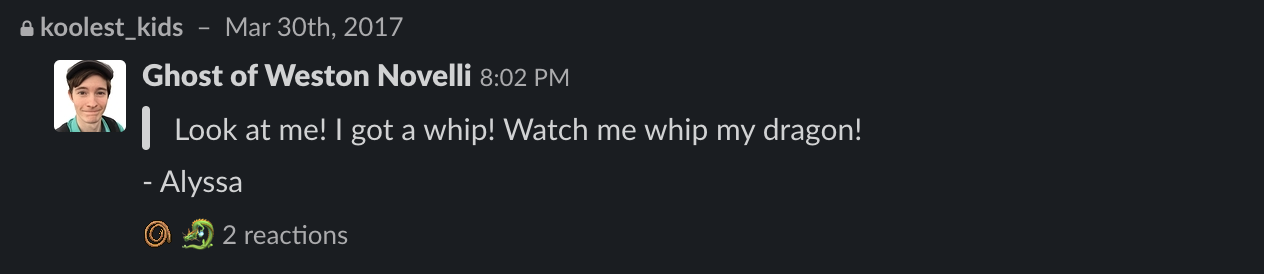 koolest_kids – Mar 30th, 2017
Ghost of Weston Novelli 8:02 PM
Look at me! I got a whip! Watch me whip my dragon!
- Alyssa
2 reactions